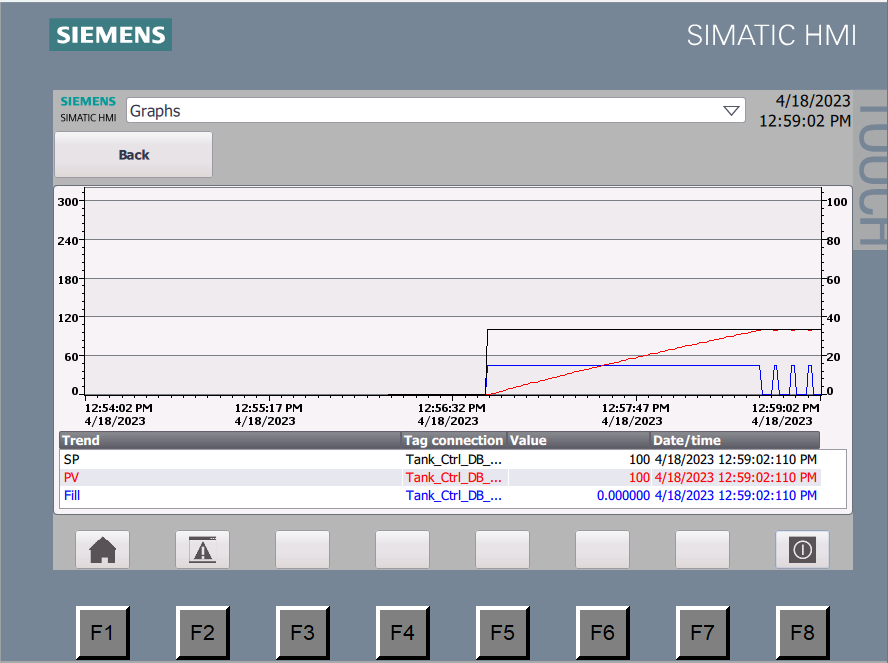 SIEMENS
SIMATIC HMI
SIEMENS
SIMATIC HMI
Graphs
4/18/2023
12:59:02 PM
TOUCH
Back
300
240
180
120
60
0
100
80
60
40
20
0
12:54:02 PM
4/18/2023
12:55:17 PM
4/18/2023
12:56:32 PM
4/18/2023
12:57:47 PM
4/18/2023
12:59:02 PM
4/18/2023
Trend Tag connection Value Date/time
SP Tank_Ctrl_DB_... 100 4/18/2023 12:59:02:110 PM
PV Tank_Ctrl_DB_... 100 4/18/2023 12:59:02:110 PM
Fill Tank_Ctrl_DB_... 0.000000 4/18/2023 12:59:02:110 PM
F1 F2 F3 F4 F5 F6 F7 F8